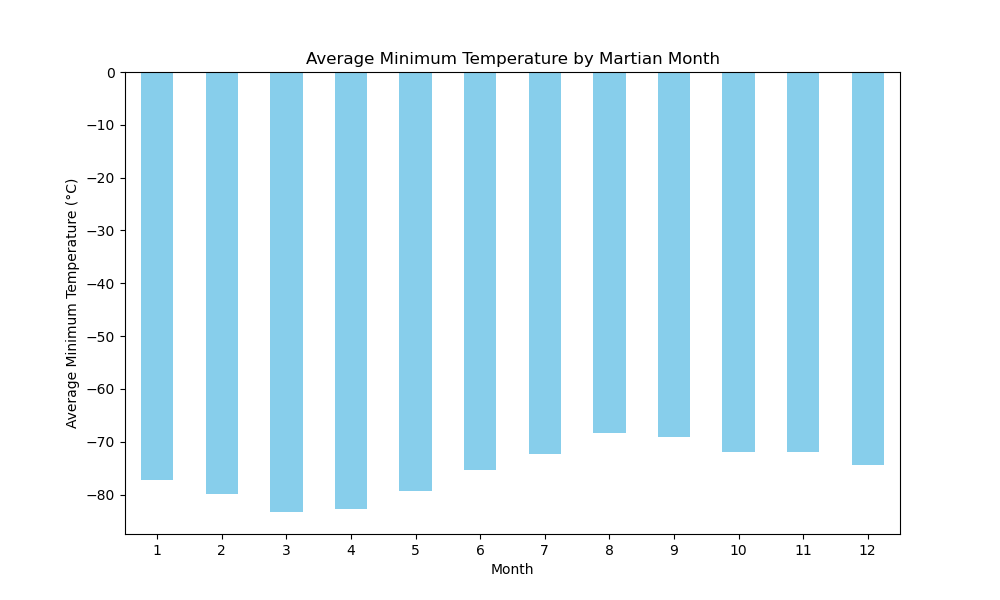 Average Minimum Temperature by Martian Month
Average Minimum Temperature (°C)
0
−10
−20
−30
−40
−50
−60
−70
−80
1 2 3 4 5 6 7 8 9 10 11 12
Month